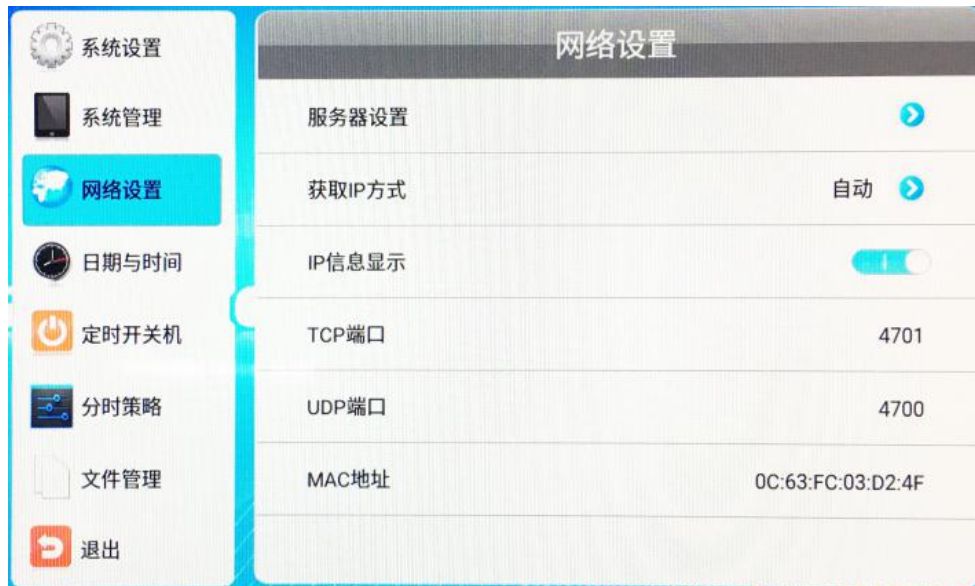 系统设置
系统管理
网络设置
日期与时间
定时开关机
分时策略
文件管理
退出
网络设置
服务器设置
获取IP方式 自动
IP信息显示
TCP端口 4701
UDP端口 4700
MAC地址 0C:63:FC:03:D2:4F